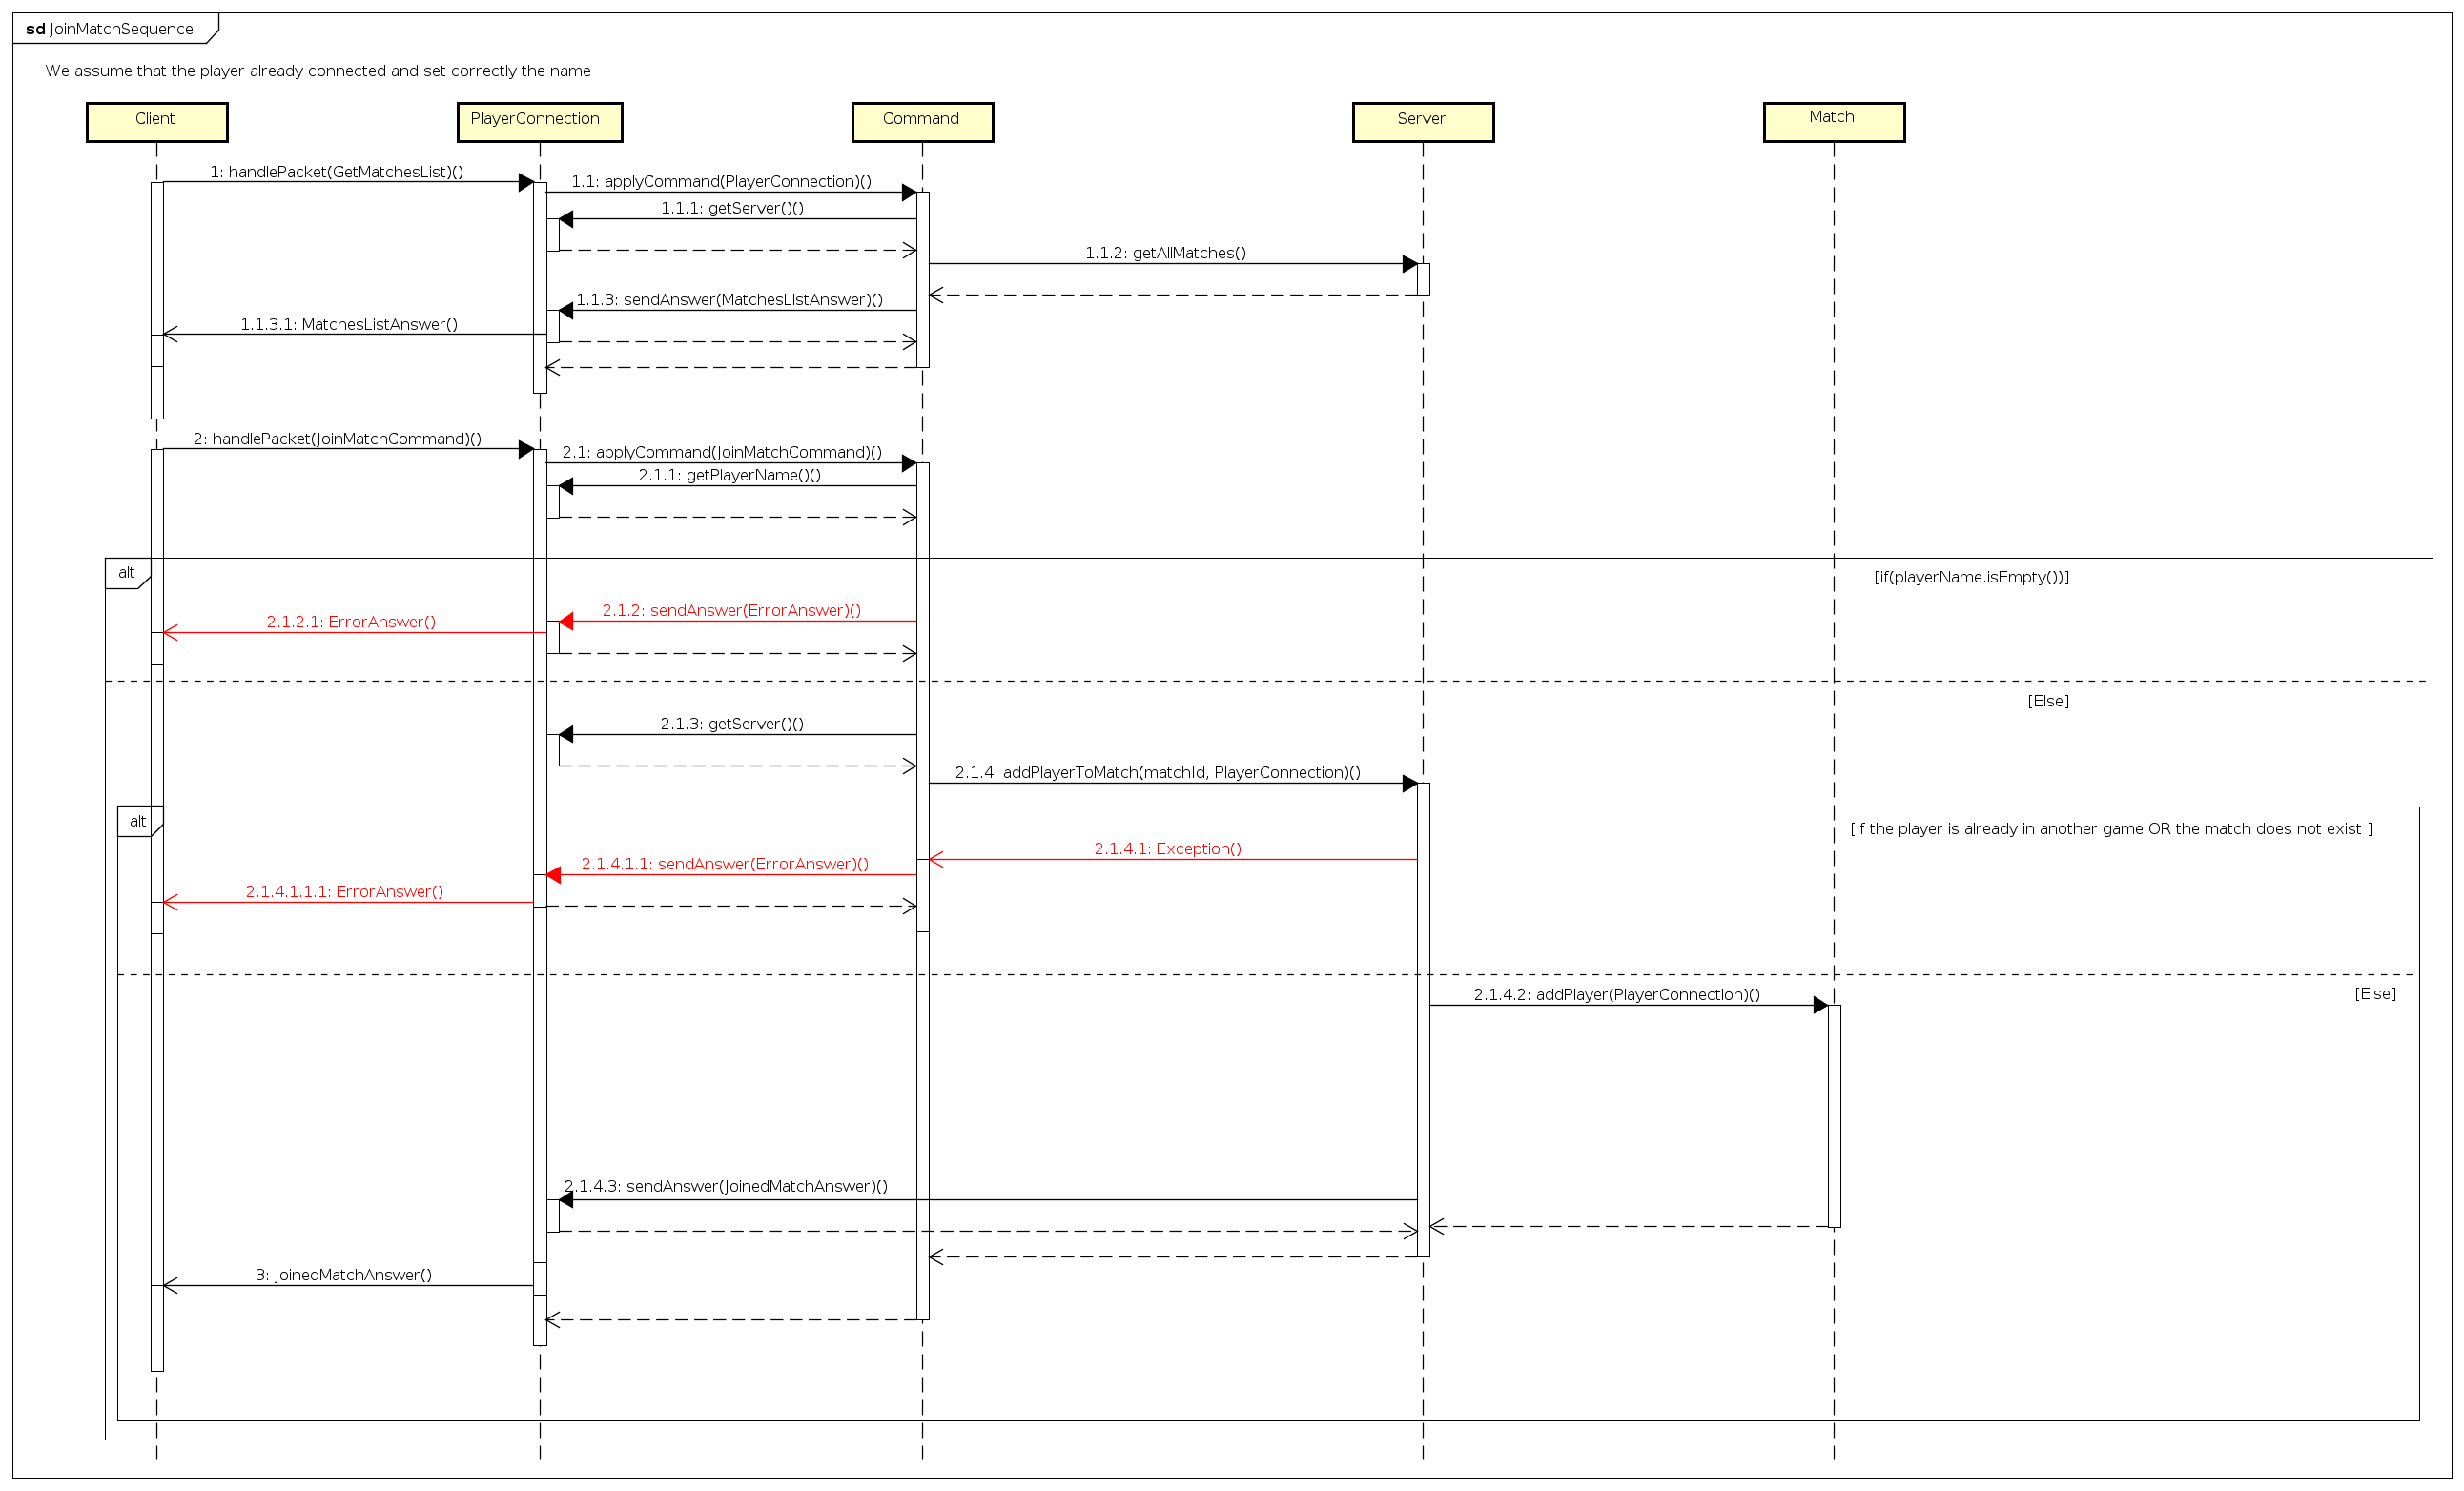 sd JoinMatchSequence
We assume that the player already connected and set correctly the name
Client
PlayerConnection
Command
Server
Match
1: handlePacket(GetMatchesList)()
1.1: applyCommand(PlayerConnection)()
1.1.1: getServer()()
1.1.2: getAllMatches()
1.1.3: sendAnswer(MatchesListAnswer)()
1.1.3.1: MatchesListAnswer()
2: handlePacket(JoinMatchCommand)()
2.1: applyCommand(JoinMatchCommand)()
2.1.1: getPlayerName()()
alt
[if(playerName.isEmpty())]
2.1.2: sendAnswer(ErrorAnswer)()
2.1.2.1: ErrorAnswer()
[Else]
2.1.3: getServer()()
2.1.4: addPlayerToMatch(matchId, PlayerConnection)()
alt
[if the player is already in another game OR the match does not exist ]
2.1.4.1: Exception()
2.1.4.1.1: sendAnswer(ErrorAnswer)()
2.1.4.1.1.1: ErrorAnswer()
2.1.4.2: addPlayer(PlayerConnection)()
[Else]
2.1.4.3: sendAnswer(JoinedMatchAnswer)()
3: JoinedMatchAnswer()